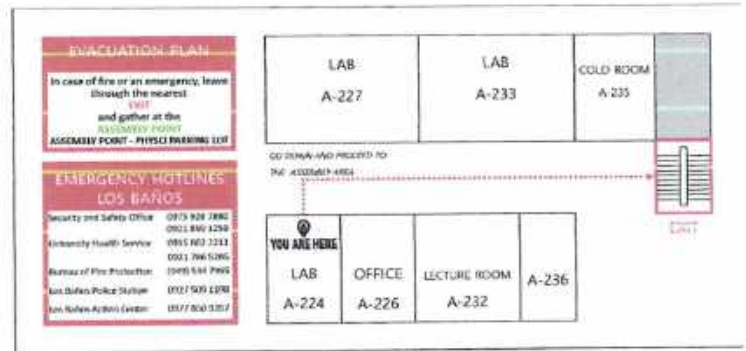 EVACUATION PLAN
In case of fire or an emergency, leave
through the nearest
EXIT
and gather at the
ASSEMBLY POINT
ASSEMBLY POINT - PHYSCI PARKING LOT
EMERGENCY HOTLINES
LOS BAÑOS
Security and Safety Office
University Health Service
Bureau of Fire Protection
Los Baños Police Station
Los Baños Action Center
LAB
A-227
LAB
A-233
COLD ROOM
A-235
GO DOWN AND PROCEED TO
THE ASSEMBLY AREA
EXIT
YOU ARE HERE
LAB
A-224
OFFICE
A-226
LECTURE ROOM
A-232
A-236